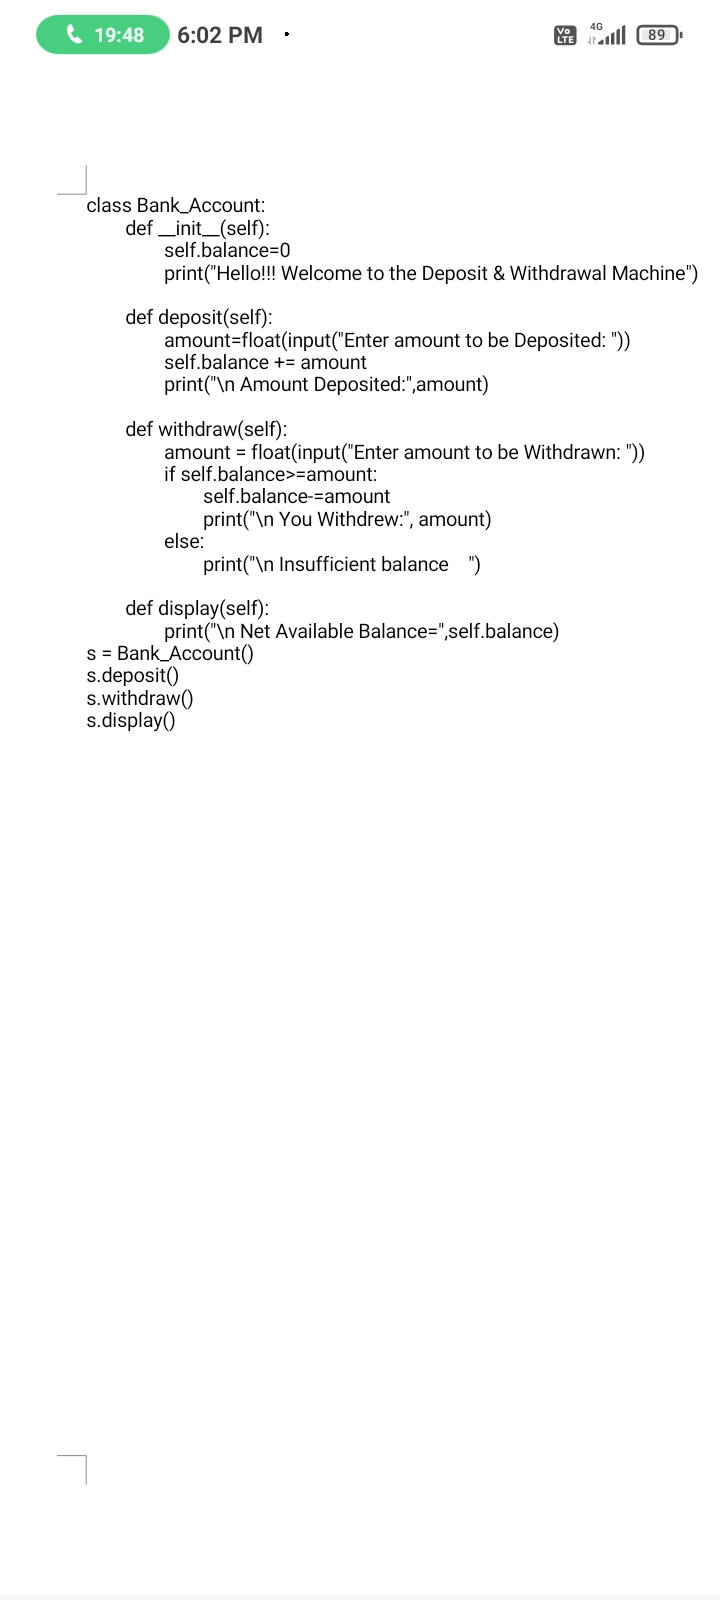 19:48 6:02 PM
Vo LTE 4G 89
class Bank_Account:
def __init__(self):
self.balance=0
print("Hello!!! Welcome to the Deposit & Withdrawal Machine")
def deposit(self):
amount=float(input("Enter amount to be Deposited: "))
self.balance += amount
print("\n Amount Deposited:",amount)
def withdraw(self):
amount = float(input("Enter amount to be Withdrawn: "))
if self.balance>=amount:
self.balance-=amount
print("\n You Withdrew:", amount)
else:
print("\n Insufficient balance  ")
def display(self):
print("\n Net Available Balance=",self.balance)
s = Bank_Account()
s.deposit()
s.withdraw()
s.display()